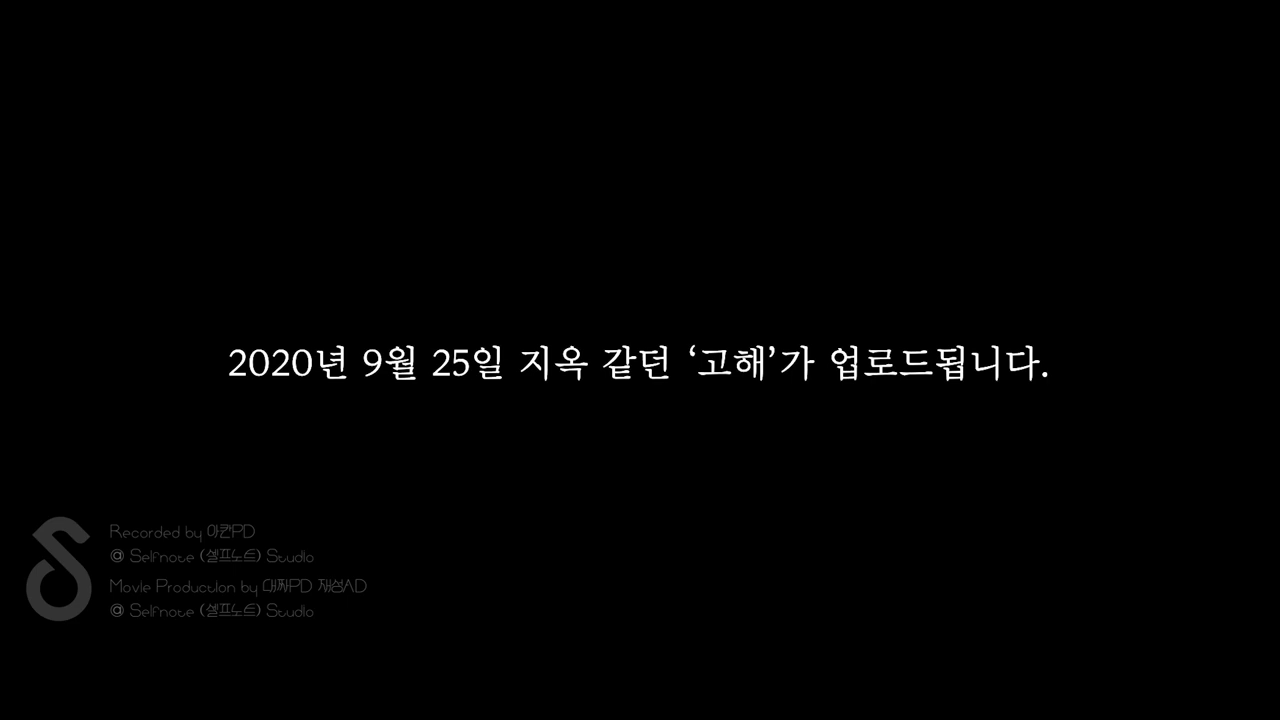 2020년 9월 25일 지옥 같던 ‘고해’가 업로드됩니다.
Recorded by 아칸PD
@ Selfnote (셀프노트) Studio
Movie Production by 대짜PD 재성AD
@ Selfnote (셀프노트) Studio